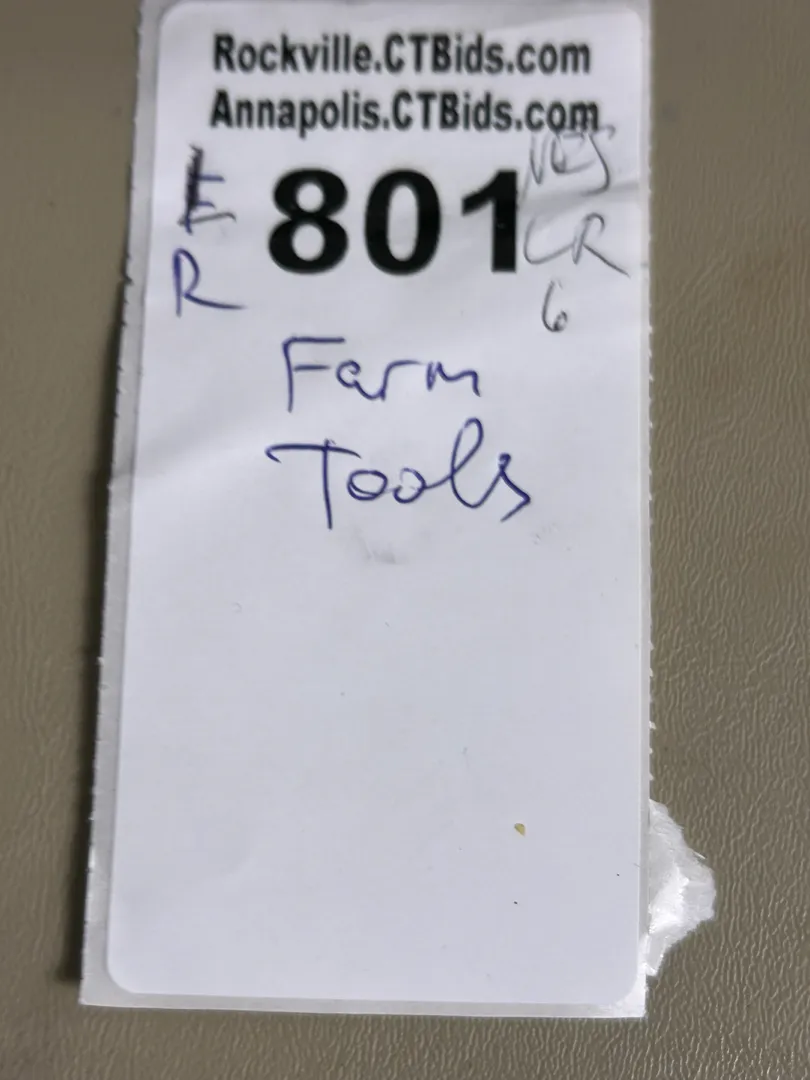 Rockville.CTBids.com
Annapolis.CTBids.com
801
R
CR
6
Farm
Tools